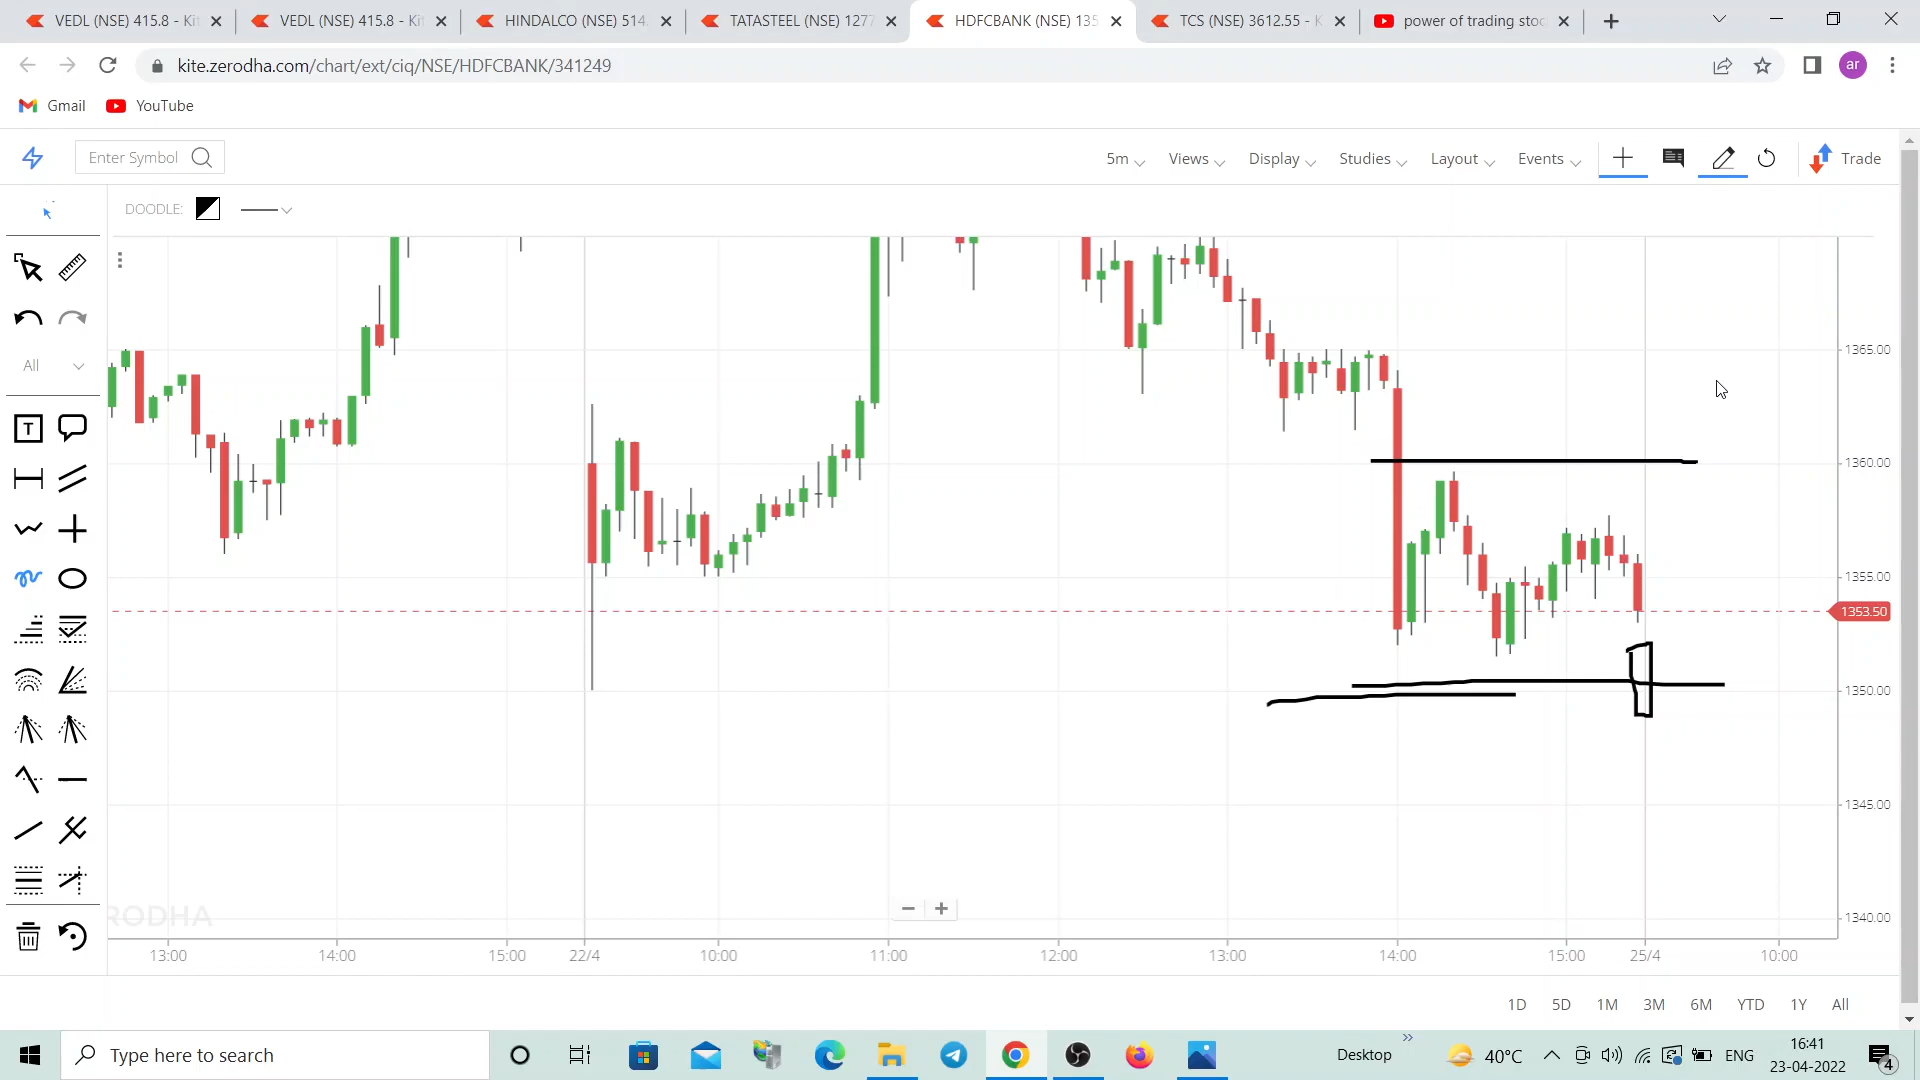 VEDL (NSE) 415.8 - Kit
VEDL (NSE) 415.8 - Kit
HINDALCO (NSE) 514.
TATASTEEL (NSE) 1277
HDFCBANK (NSE) 135
TCS (NSE) 3612.55 - K
power of trading stoc
kite.zerodha.com/chart/ext/ciq/NSE/HDFCBANK/341249
ar
Gmail
YouTube
Enter Symbol
5m
Views
Display
Studies
Layout
Events
Trade
DOODLE:
All
T
1365.00
1360.00
1355.00
1353.50
1350.00
1345.00
1340.00
RODHA
13:00
14:00
15:00
22/4
10:00
11:00
12:00
13:00
14:00
15:00
25/4
10:00
1D
5D
1M
3M
6M
YTD
1Y
All
Type here to search
Desktop
40°C
ENG
16:41
23-04-2022
4